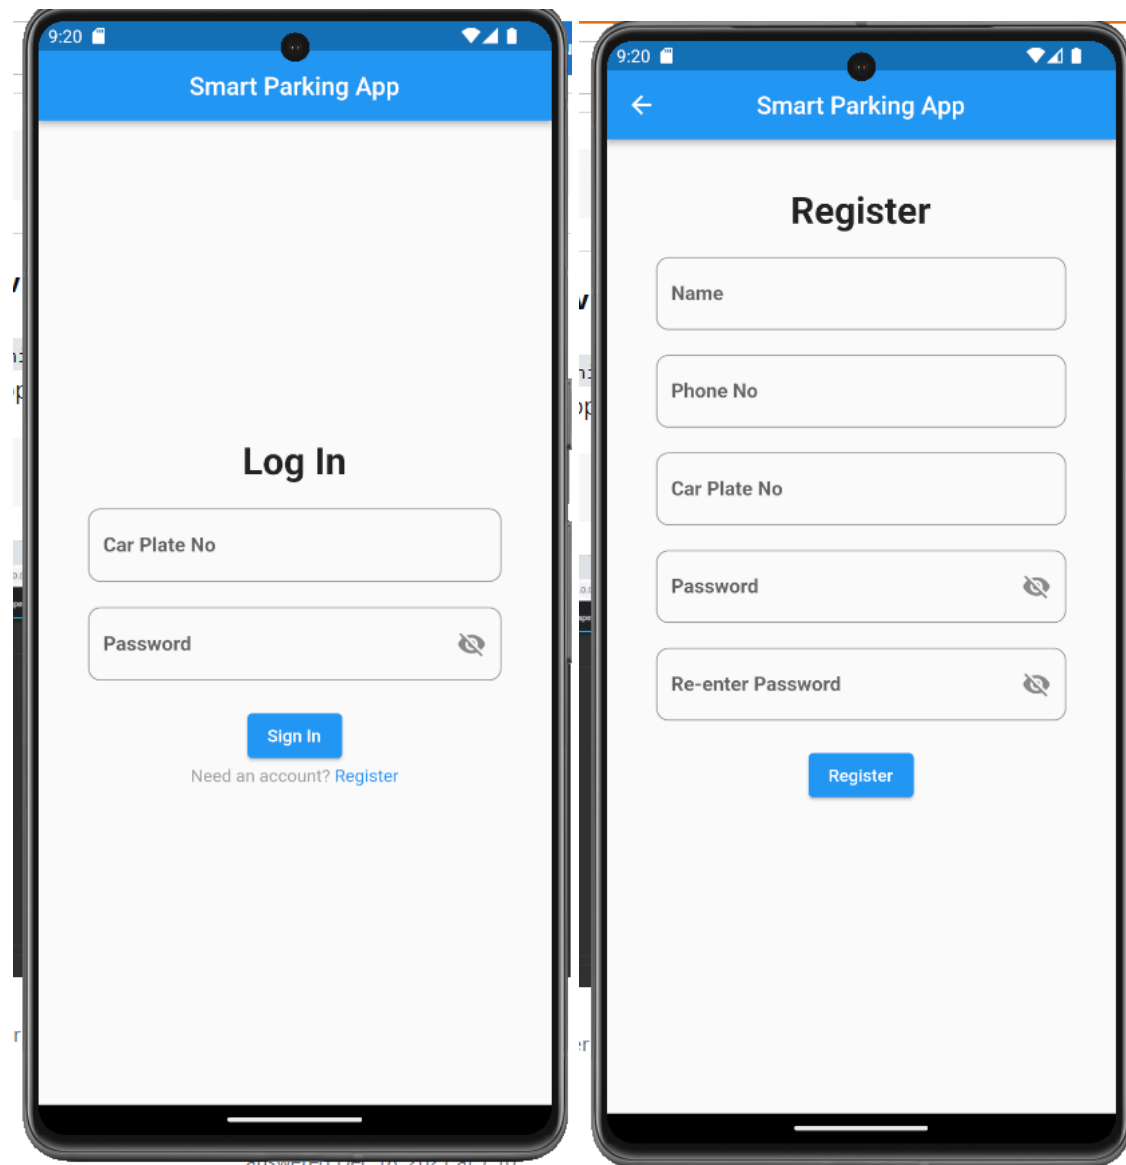 9:20
Smart Parking App
Log In
Car Plate No
Password
Sign In
Need an account? Register
9:20
Smart Parking App
Register
Name
Phone No
Car Plate No
Password
Re-enter Password
Register